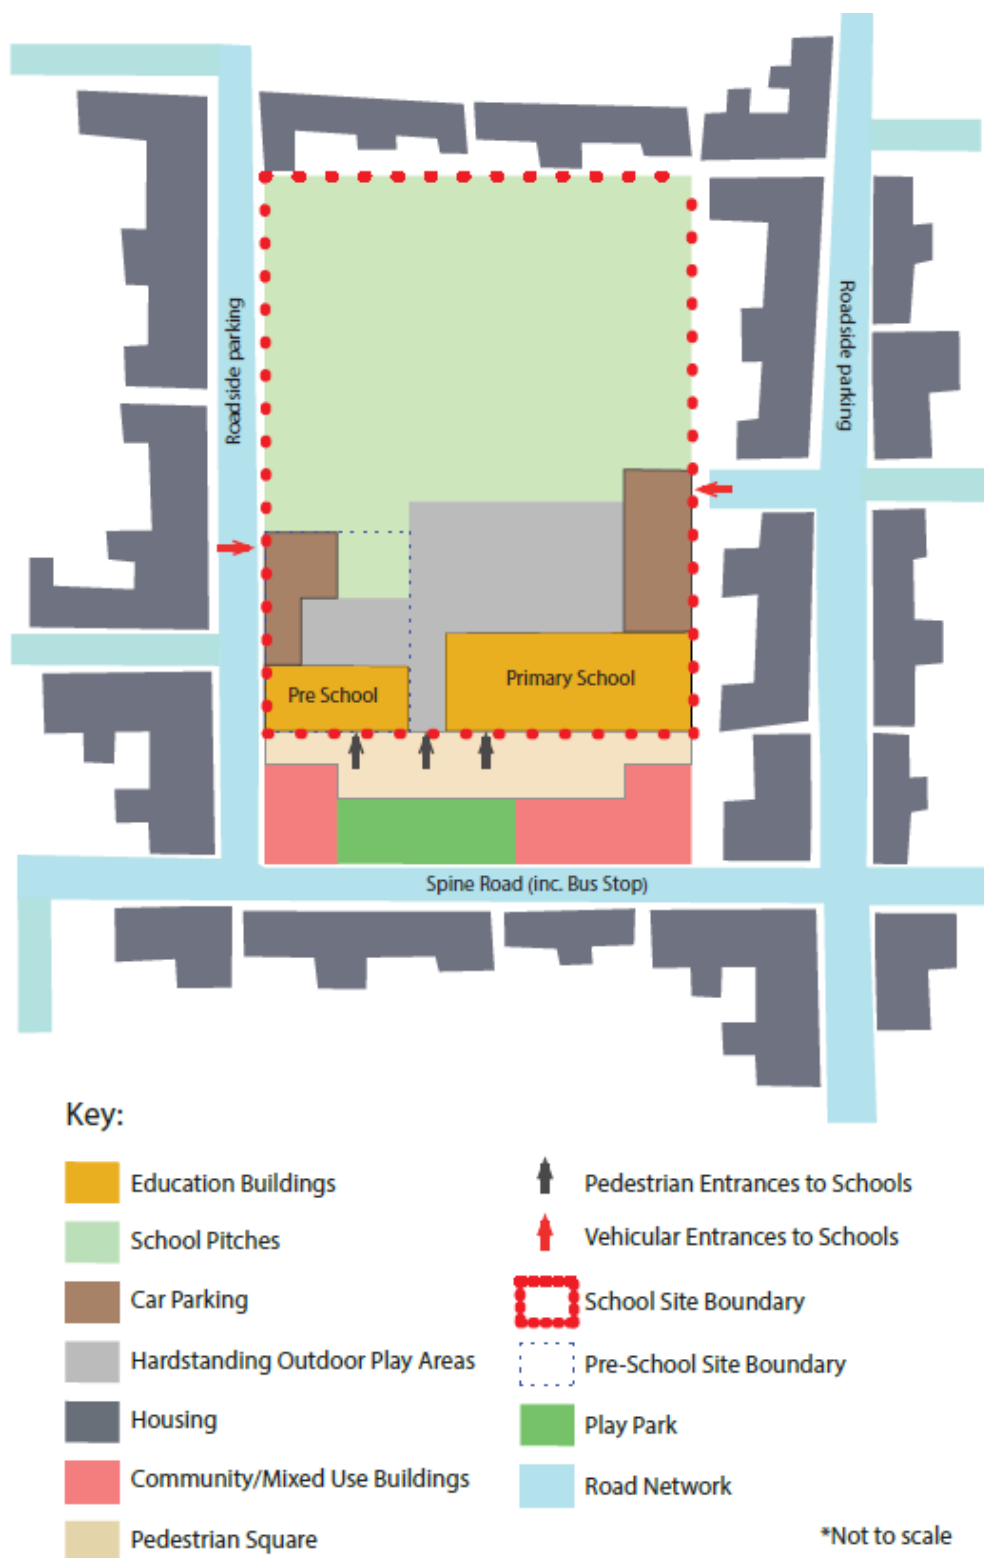 Roadside parking
Roadside parking
Pre School
Primary School
Spine Road (inc. Bus Stop)
Key:
Education Buildings
School Pitches
Car Parking
Hardstanding Outdoor Play Areas
Housing
Community/Mixed Use Buildings
Pedestrian Square
Pedestrian Entrances to Schools
Vehicular Entrances to Schools
School Site Boundary
Pre-School Site Boundary
Play Park
Road Network
*Not to scale